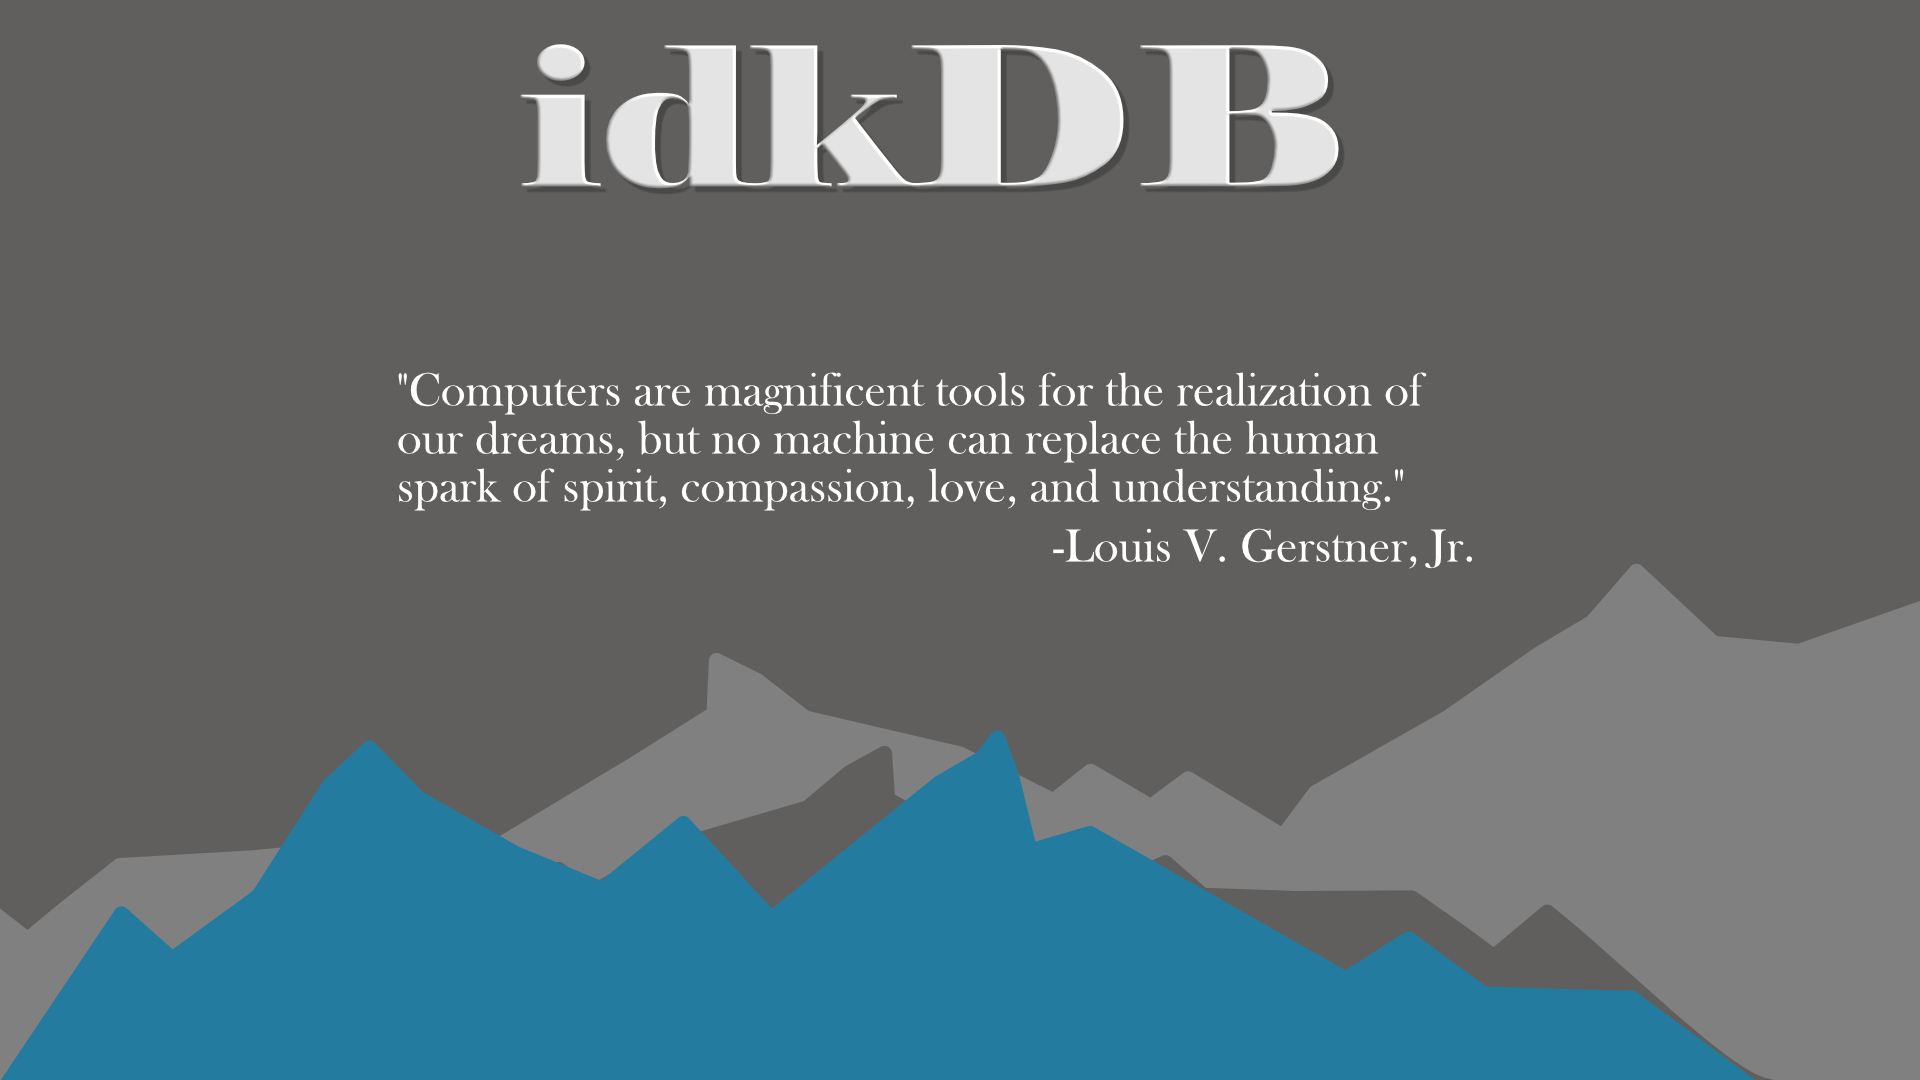 idkDB
"Computers are magnificent tools for the realization of
our dreams, but no machine can replace the human
spark of spirit, compassion, love, and understanding."
-Louis V. Gerstner, Jr.